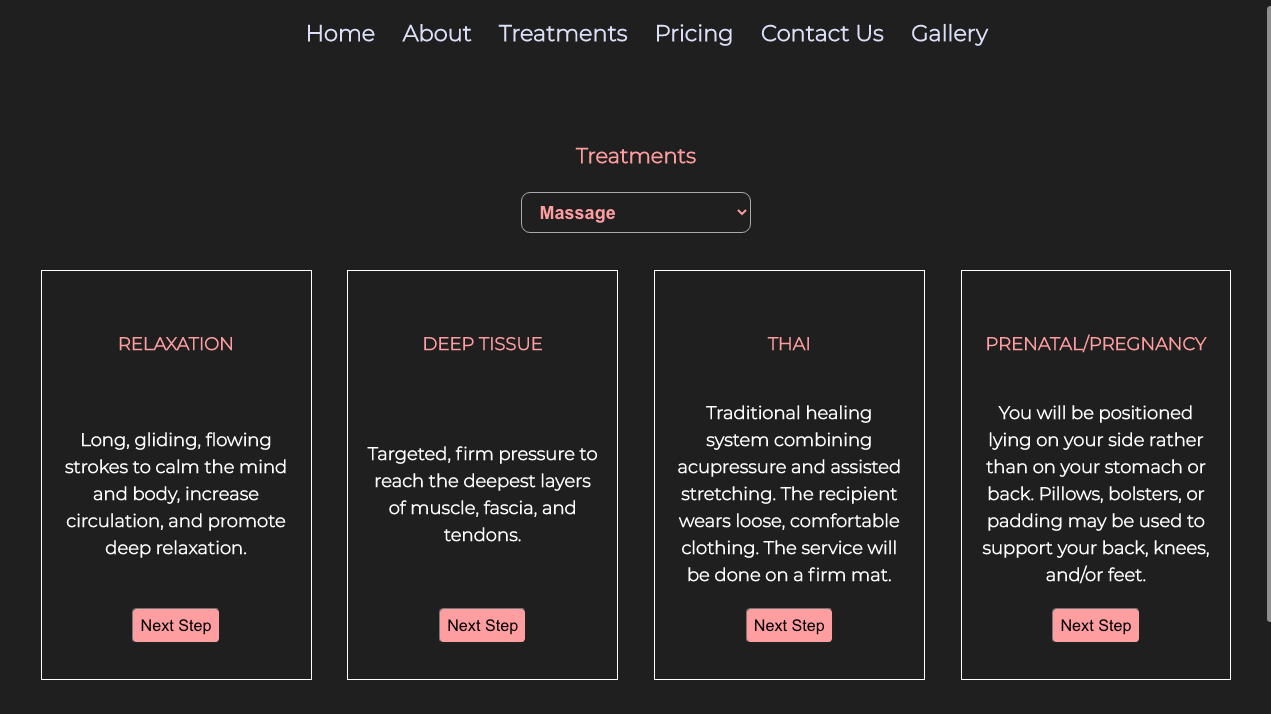 Home About Treatments Pricing Contact Us Gallery
Treatments
Massage
RELAXATION
Long, gliding, flowing
strokes to calm the mind
and body, increase
circulation, and promote
deep relaxation.
Next Step
DEEP TISSUE
Targeted, firm pressure to
reach the deepest layers
of muscle, fascia, and
tendons.
Next Step
THAI
Traditional healing
system combining
acupressure and assisted
stretching. The recipient
wears loose, comfortable
clothing. The service will
be done on a firm mat.
Next Step
PRENATAL/PREGNANCY
You will be positioned
lying on your side rather
than on your stomach or
back. Pillows, bolsters, or
padding may be used to
support your back, knees,
and/or feet.
Next Step